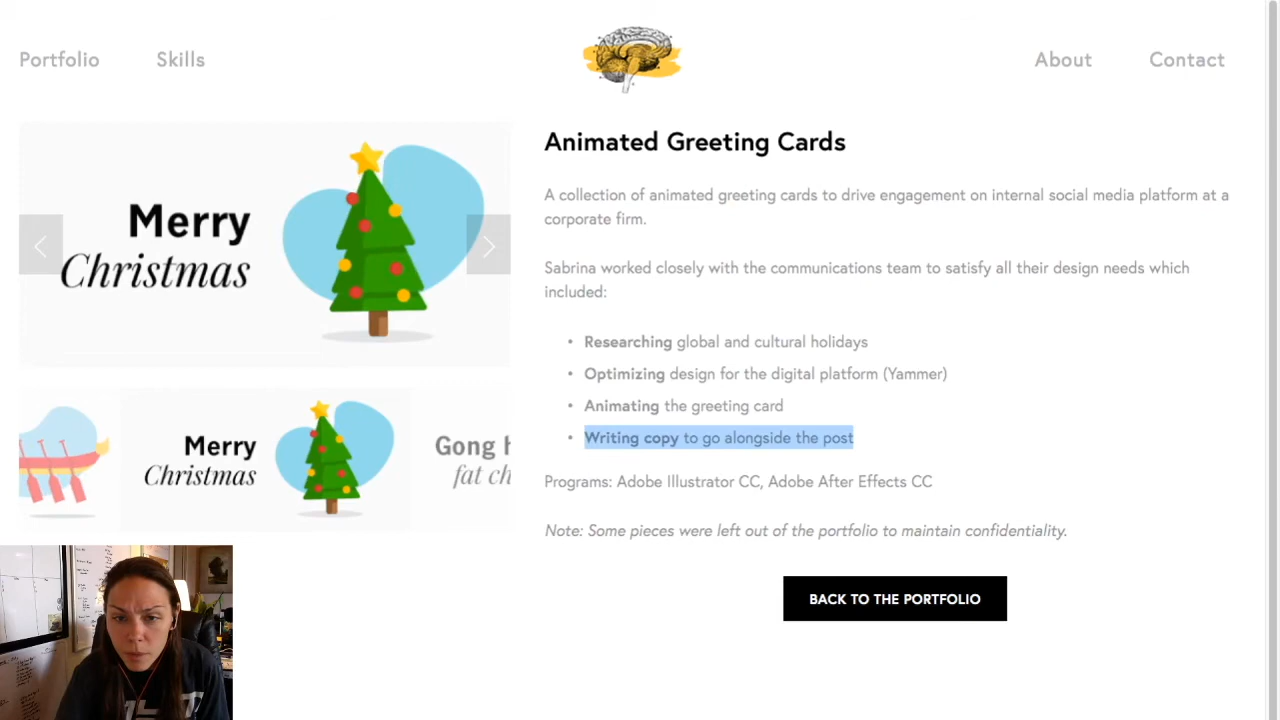 Portfolio
Skills
About
Contact
Merry
Christmas
Merry
Christmas
Gong
fat
Animated Greeting Cards
A collection of animated greeting cards to drive engagement on internal social media platform at a
corporate firm.
Sabrina worked closely with the communications team to satisfy all their design needs which
included:
• Researching global and cultural holidays
• Optimizing design for the digital platform (Yammer)
• Animating the greeting card
• Writing copy to go alongside the post
Programs: Adobe Illustrator CC, Adobe After Effects CC
Note: Some pieces were left out of the portfolio to maintain confidentiality.
BACK TO THE PORTFOLIO